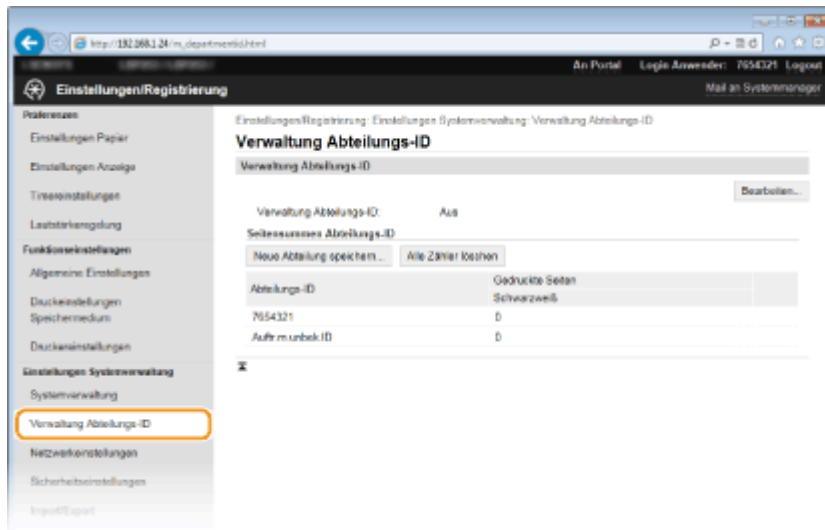 http://192.168.1.24/m_departmentid.html
An Portal Login Anwender: 7654321 Logout
Einstellungen/Registrierung
Mail an Systemmanager
Präferenzen
Einstellungen Papier
Einstellungen Anzeige
Timereinstellungen
Lautstärkeregelung
Funktionseinstellungen
Allgemeine Einstellungen
Druckeinstellungen
Speichermedium
Druckereinstellungen
Einstellungen Systemverwaltung
Systemverwaltung
Verwaltung Abteilungs-ID
Netzwerkeinstellungen
Sicherheitseinstellungen
Import/Export
Einstellungen/Registrierung: Einstellungen Systemverwaltung: Verwaltung Abteilungs-ID
Verwaltung Abteilungs-ID
Verwaltung Abteilungs-ID
Bearbeiten...
Verwaltung Abteilungs-ID: Aus
Seitensummen Abteilungs-ID
Neue Abteilung speichern... Alle Zähler löschen
Abteilungs-ID
Gedruckte Seiten
Schwarzweiß
7654321 0
Auftr.m.unbek.ID 0